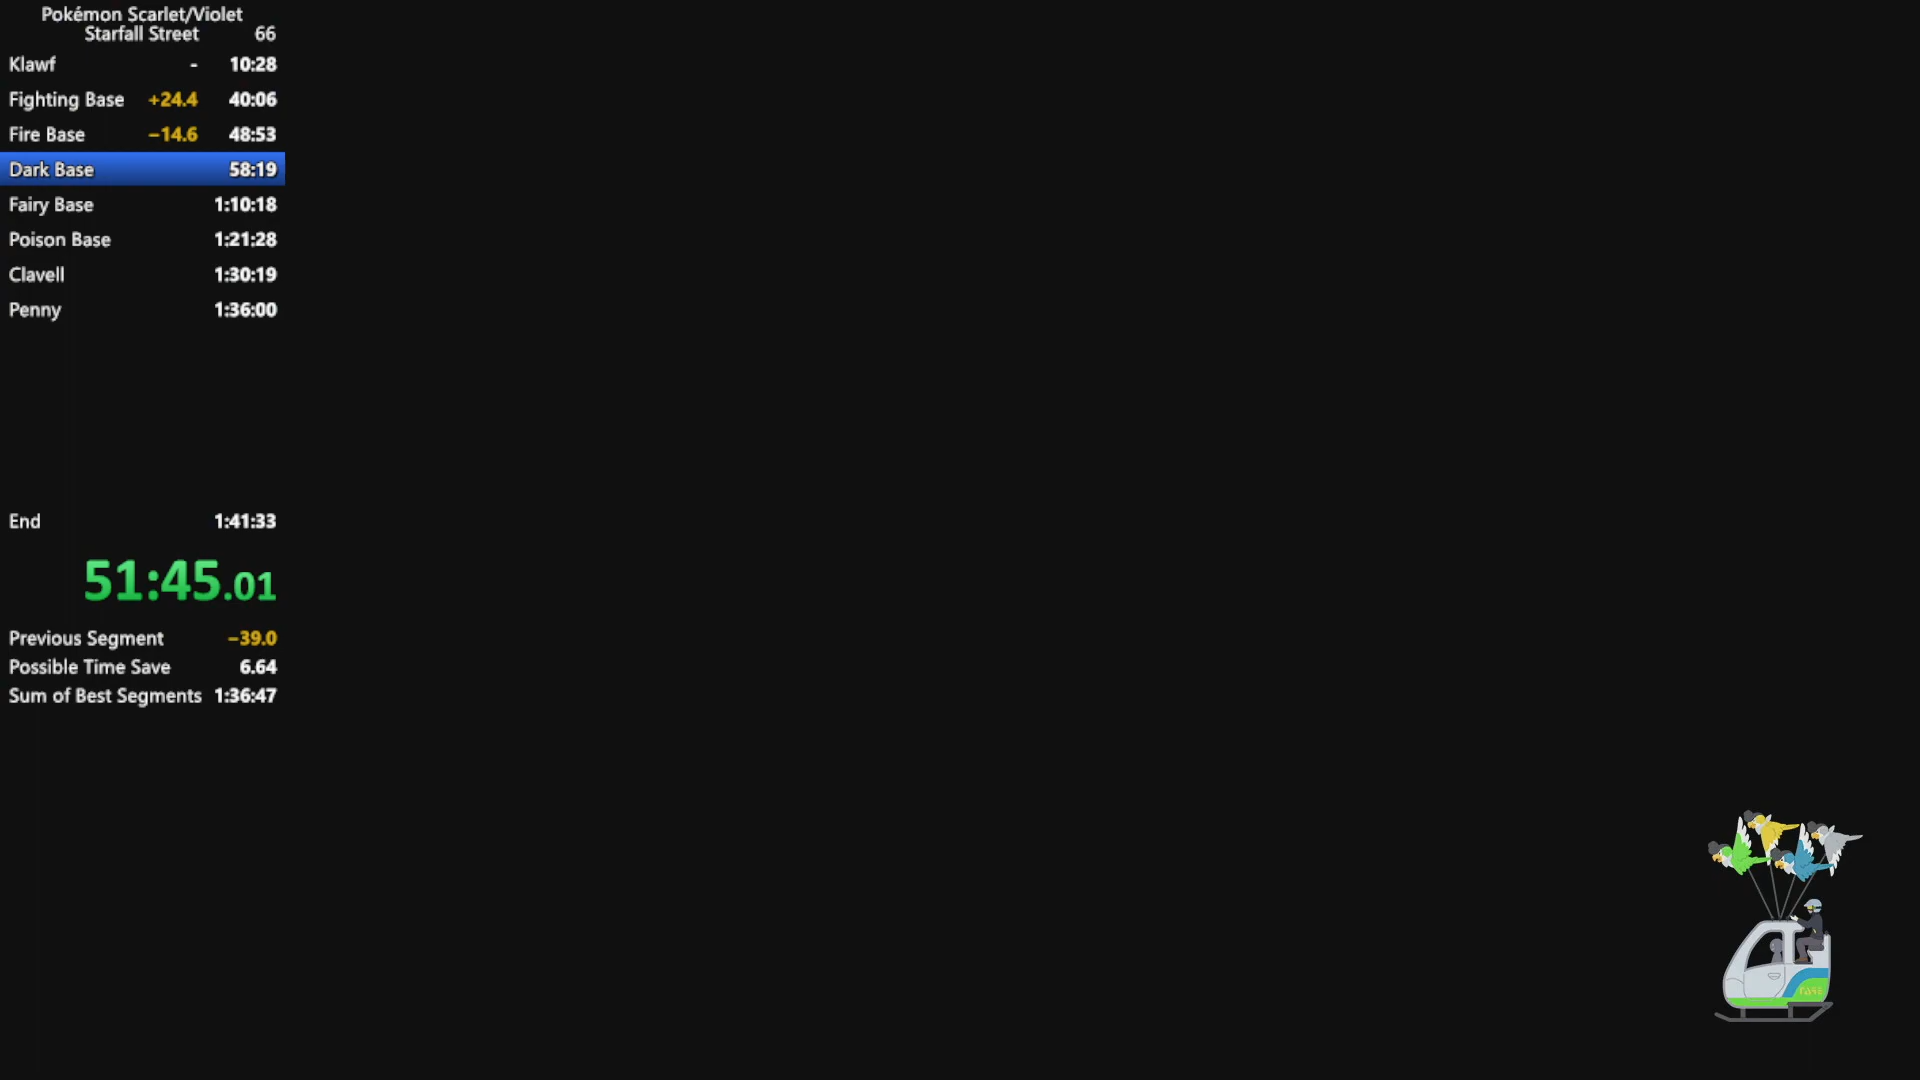 Pokémon Scarlet/Violet
Starfall Street 66
Klawf - 10:28
Fighting Base +24.4 40:06
Fire Base −14.6 48:53
Dark Base 58:19
Fairy Base 1:10:18
Poison Base 1:21:28
Clavell 1:30:19
Penny 1:36:00
End 1:41:33
51:45.01
Previous Segment −39.0
Possible Time Save 6.64
Sum of Best Segments 1:36:47